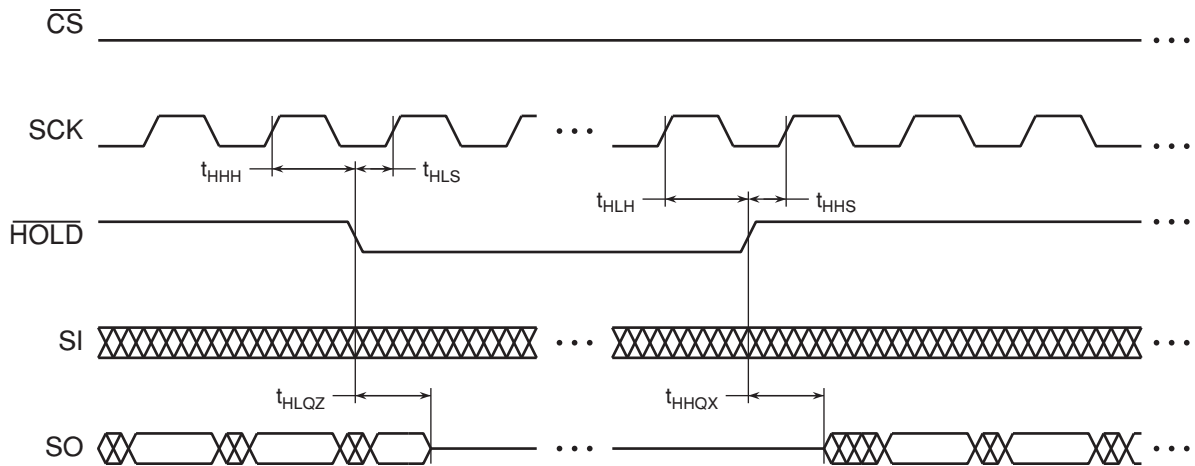 CS
SCK
tHHH
tHLS
tHLH
tHHS
HOLD
SI
tHLQZ
tHHQX
SO